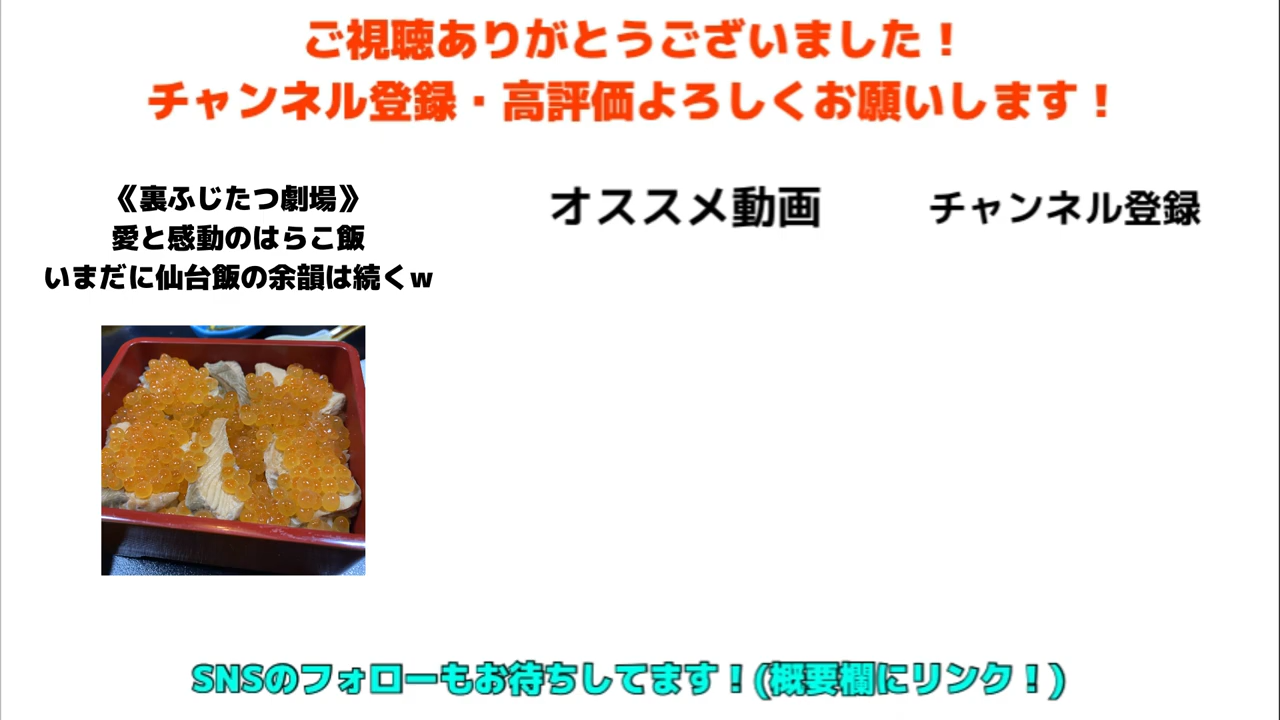 ご視聴ありがとうございました！
チャンネル登録・高評価よろしくお願いします！
《裏ふじたつ劇場》
愛と感動のはらこ飯
いまだに仙台飯の余韻は続くw
オススメ動画
チャンネル登録
SNSのフォローもお待ちしてます！(概要欄にリンク！)